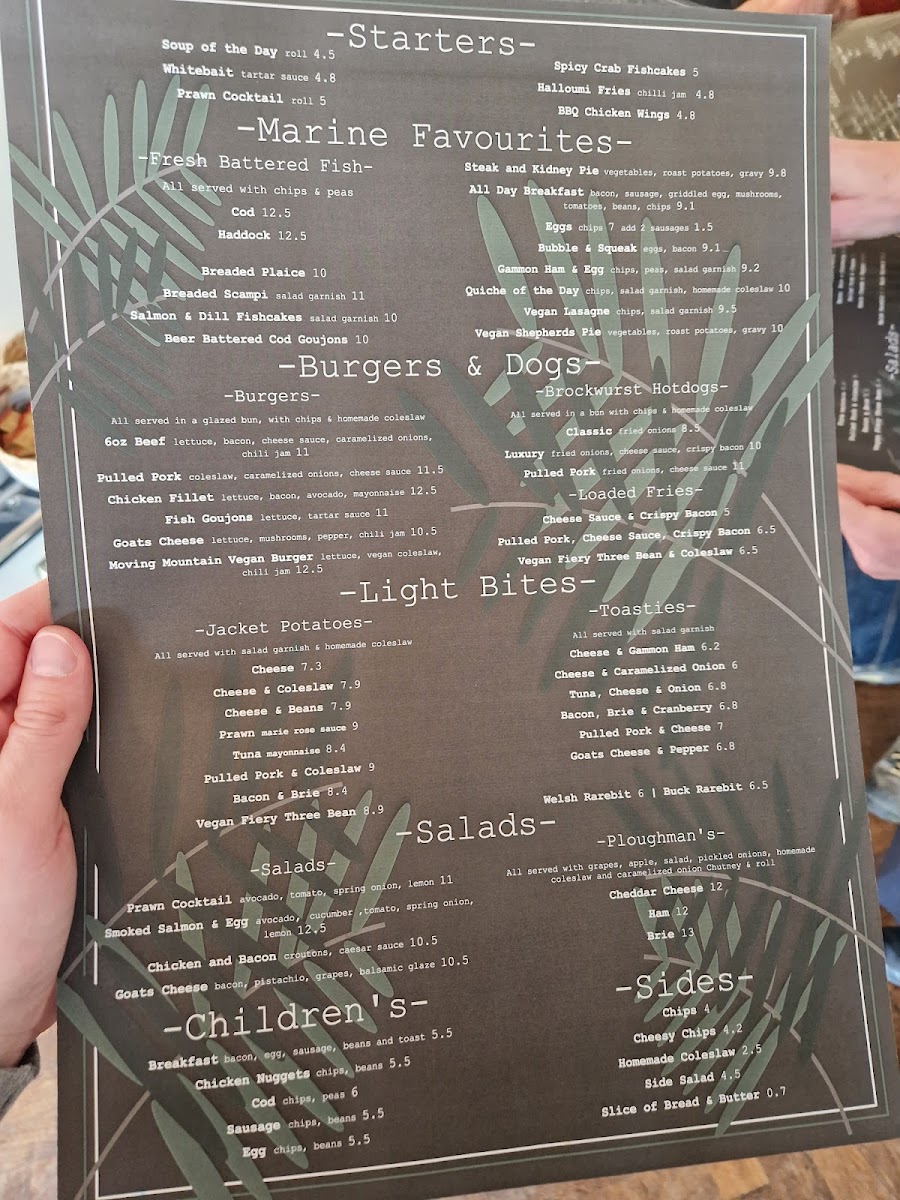 -Starters-
Soup of the Day roll 4.5
Whitebait tartar sauce 4.8
Prawn Cocktail roll 5
Spicy Crab Fishcakes 5
Halloumi Fries chilli jam 4.8
BBQ Chicken Wings 4.8
-Marine Favourites-
-Fresh Battered Fish-
All served with chips & peas
Cod 12.5
Haddock 12.5
Breaded Plaice 10
Breaded Scampi salad garnish 11
Salmon & Dill Fishcakes salad garnish 10
Beer Battered Cod Goujons 10
Steak and Kidney Pie vegetables, roast potatoes, gravy 9.8
All Day Breakfast bacon, sausage, griddled egg, mushrooms,
tomatoes, beans, chips 9.1
Eggs chips 7 add 2 sausages 1.5
Bubble & Squeak eggs, bacon 9.1
Gammon Ham & Egg chips, peas, salad garnish 9.2
Quiche of the Day chips, salad garnish, homemade coleslaw 10
Vegan Lasagne chips, salad garnish 9.5
Vegan Shepherds Pie vegetables, roast potatoes, gravy 10
-Burgers & Dogs-
-Burgers-
All served in a glazed bun, with chips & homemade coleslaw
6oz Beef lettuce, bacon, cheese sauce, caramelized onions,
chili jam 11
Pulled Pork coleslaw, caramelized onions, cheese sauce 11.5
Chicken Fillet lettuce, bacon, avocado, mayonnaise 12.5
Fish Goujons lettuce, tartar sauce 11
Goats Cheese lettuce, mushrooms, pepper, chili jam 10.5
Moving Mountain Vegan Burger lettuce, vegan coleslaw,
chili jam 12.5
-Brockwurst Hotdogs-
All served in a bun with chips & homemade coleslaw
Classic fried onions 8.5
Luxury fried onions, cheese sauce, crispy bacon 10
Pulled Pork fried onions, cheese sauce 11
-Loaded Fries-
Cheese Sauce & Crispy Bacon 5
Pulled Pork, Cheese Sauce, Crispy Bacon 6.5
Vegan Fiery Three Bean & Coleslaw 6.5
-Light Bites-
-Jacket Potatoes-
All served with salad garnish & homemade coleslaw
Cheese 7.3
Cheese & Coleslaw 7.9
Cheese & Beans 7.9
Prawn marie rose sauce 9
Tuna mayonnaise 8.4
Pulled Pork & Coleslaw 9
Bacon & Brie 8.4
Vegan Fiery Three Bean 8.9
-Toasties-
All served with salad garnish
Cheese & Gammon Ham 6.2
Cheese & Caramelized Onion 6
Tuna, Cheese & Onion 6.8
Bacon, Brie & Cranberry 6.8
Pulled Pork & Cheese 7
Goats Cheese & Pepper 6.8
Welsh Rarebit 6 | Buck Rarebit 6.5
-Salads-
-Salads-
Prawn Cocktail avocado, tomato, spring onion, lemon 11
Smoked Salmon & Egg avocado, cucumber ,tomato, spring onion,
lemon 12.5
Chicken and Bacon croutons, caesar sauce 10.5
Goats Cheese bacon, pistachio, grapes, balsamic glaze 10.5
-Ploughman's-
All served with grapes, apple, salad, pickled onions, homemade
coleslaw and caramelized onion Chutney & roll
Cheddar Cheese 12
Ham 12
Brie 13
-Children's-
Breakfast bacon, egg, sausage, beans and toast 5.5
Chicken Nuggets chips, beans 5.5
Cod chips, peas 6
Sausage chips, beans 5.5
Egg chips, beans 5.5
-Sides-
Chips 4
Cheesy Chips 4.2
Homemade Coleslaw 2.5
Side Salad 4.5
Slice of Bread & Butter 0.7
-Salads-